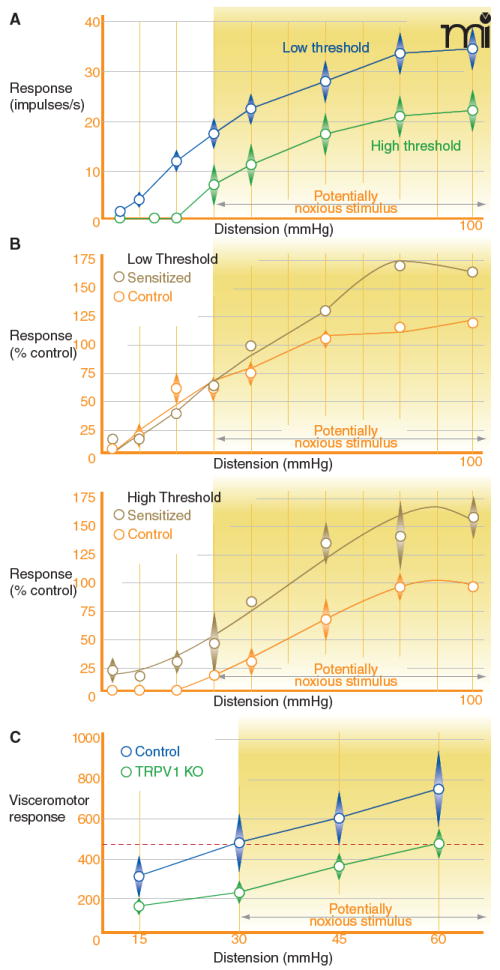 A
mi
40
30
20
10
0
Response
(impulses/s)
Low threshold
High threshold
Potentially
noxious stimulus
Distension (mmHg)
100
B
175
150
125
100
75
50
25
0
Response
(% control)
Low Threshold
Sensitized
Control
Potentially
noxious stimulus
Distension (mmHg)
100
175
150
125
100
75
50
25
0
Response
(% control)
High Threshold
Sensitized
Control
Potentially
noxious stimulus
Distension (mmHg)
100
C
1000
800
600
400
200
0
Visceromotor
response
Control
TRPV1 KO
Potentially
noxious stimulus
15
30
45
60
Distension (mmHg)